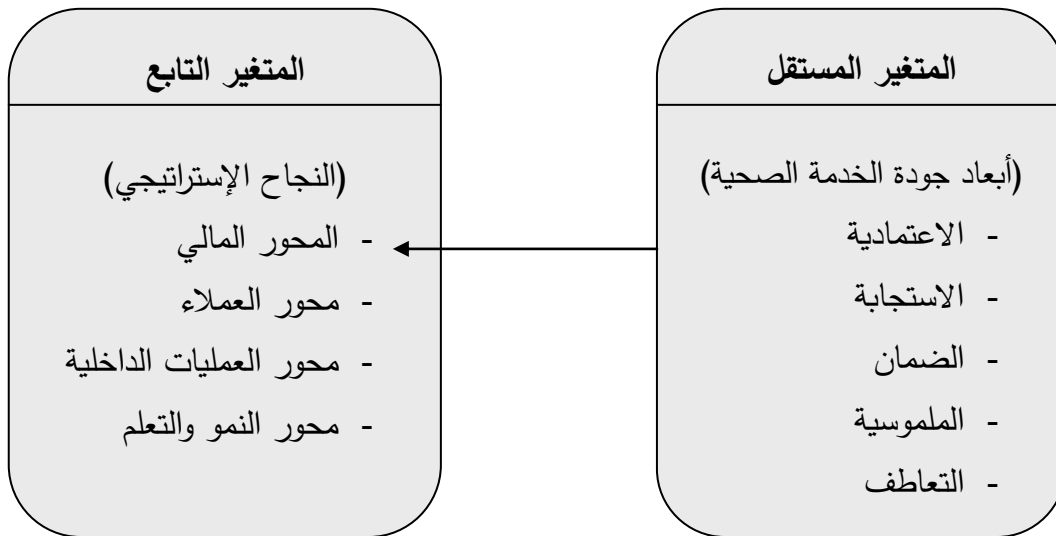 المتغير المستقل
(أبعاد جودة الخدمة الصحية)
- الاعتمادية
- الاستجابة
- الضمان
- الملموسية
- التعاطف
المتغير التابع
(النجاح الإستراتيجي)
- المحور المالي
- محور العملاء
- محور العمليات الداخلية
- محور النمو والتعلم